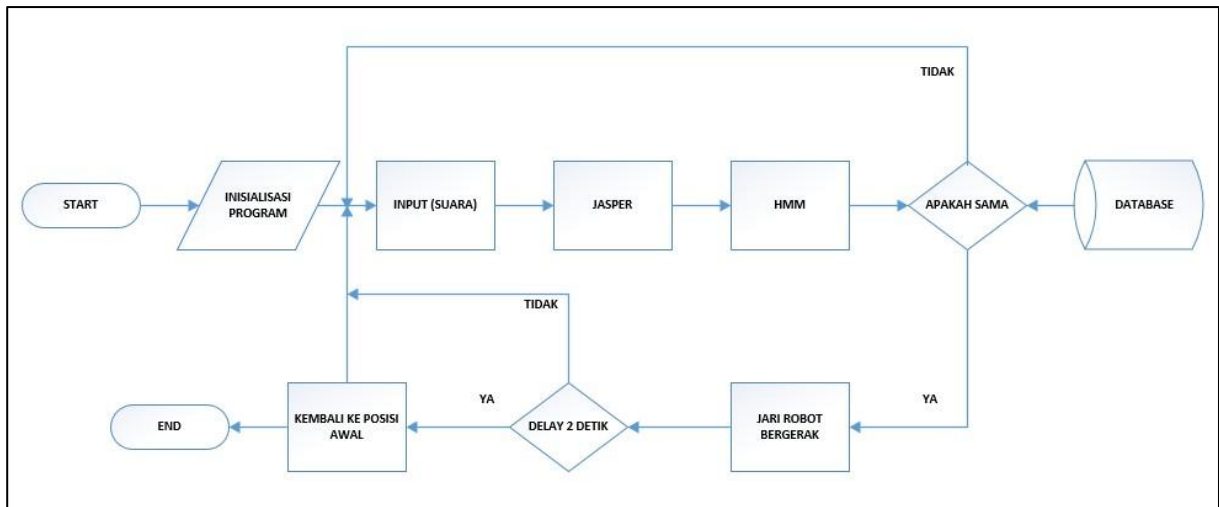 TIDAK
START
INISIALISASI
PROGRAM
INPUT (SUARA)
JASPER
HMM
APAKAH SAMA
DATABASE
TIDAK
END
KEMBALI KE POSISI
AWAL
YA
DELAY 2 DETIK
JARI ROBOT
BERGERAK
YA